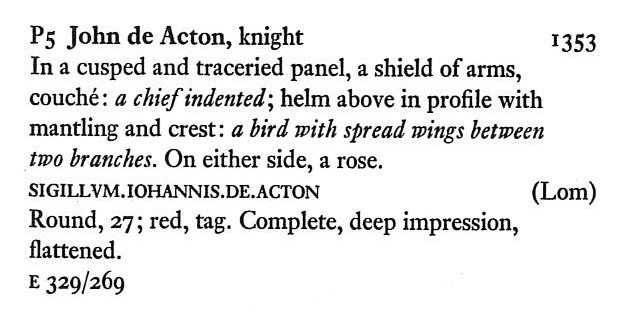 P5 John de Acton, knight 1353
In a cusped and traceried panel, a shield of arms,
couché: a chief indented; helm above in profile with
mantling and crest: a bird with spread wings between
two branches. On either side, a rose.
SIGILLVM.IOHANNIS.DE.ACTON (Lom)
Round, 27; red, tag. Complete, deep impression,
flattened.
E 329/269